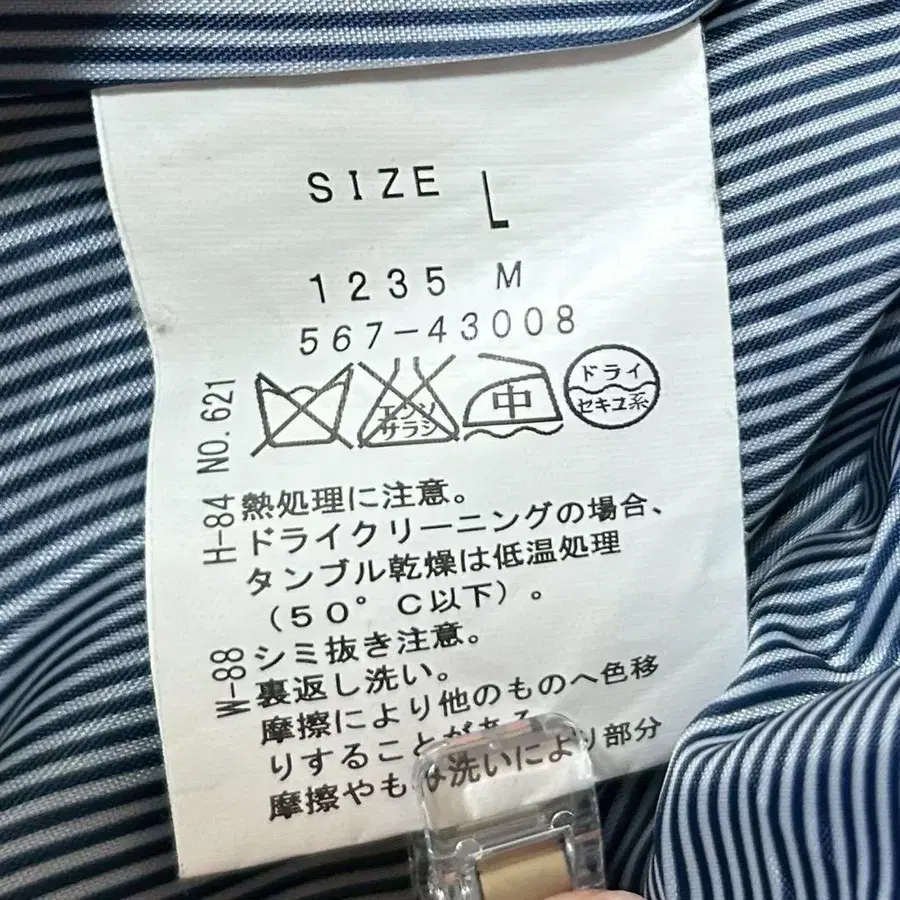 SIZE L
1235 M
567-43008
エンソ
サラシ
中
ドライ
セキユ系
NO. 621
H-84
W-88
熱処理に注意。
ドライクリーニングの場合、
タンブル乾燥は低温処理
(50°C以下)。
シミ抜き注意。
裏返し洗い。
摩擦により他のものへ色移
りすることがある
摩擦やもみ洗いにより部分